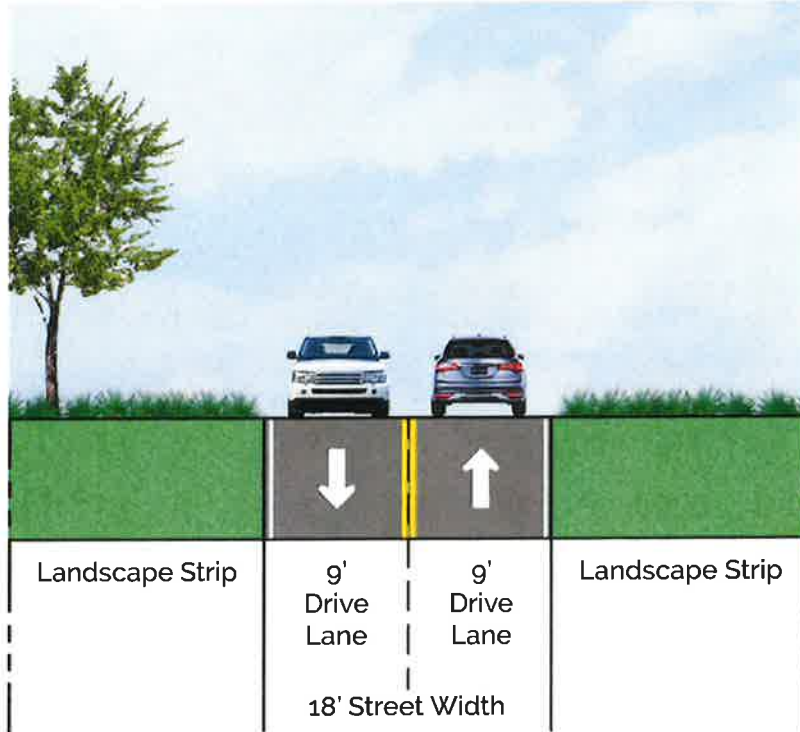 Landscape Strip
9'
Drive
Lane
9'
Drive
Lane
Landscape Strip
18' Street Width